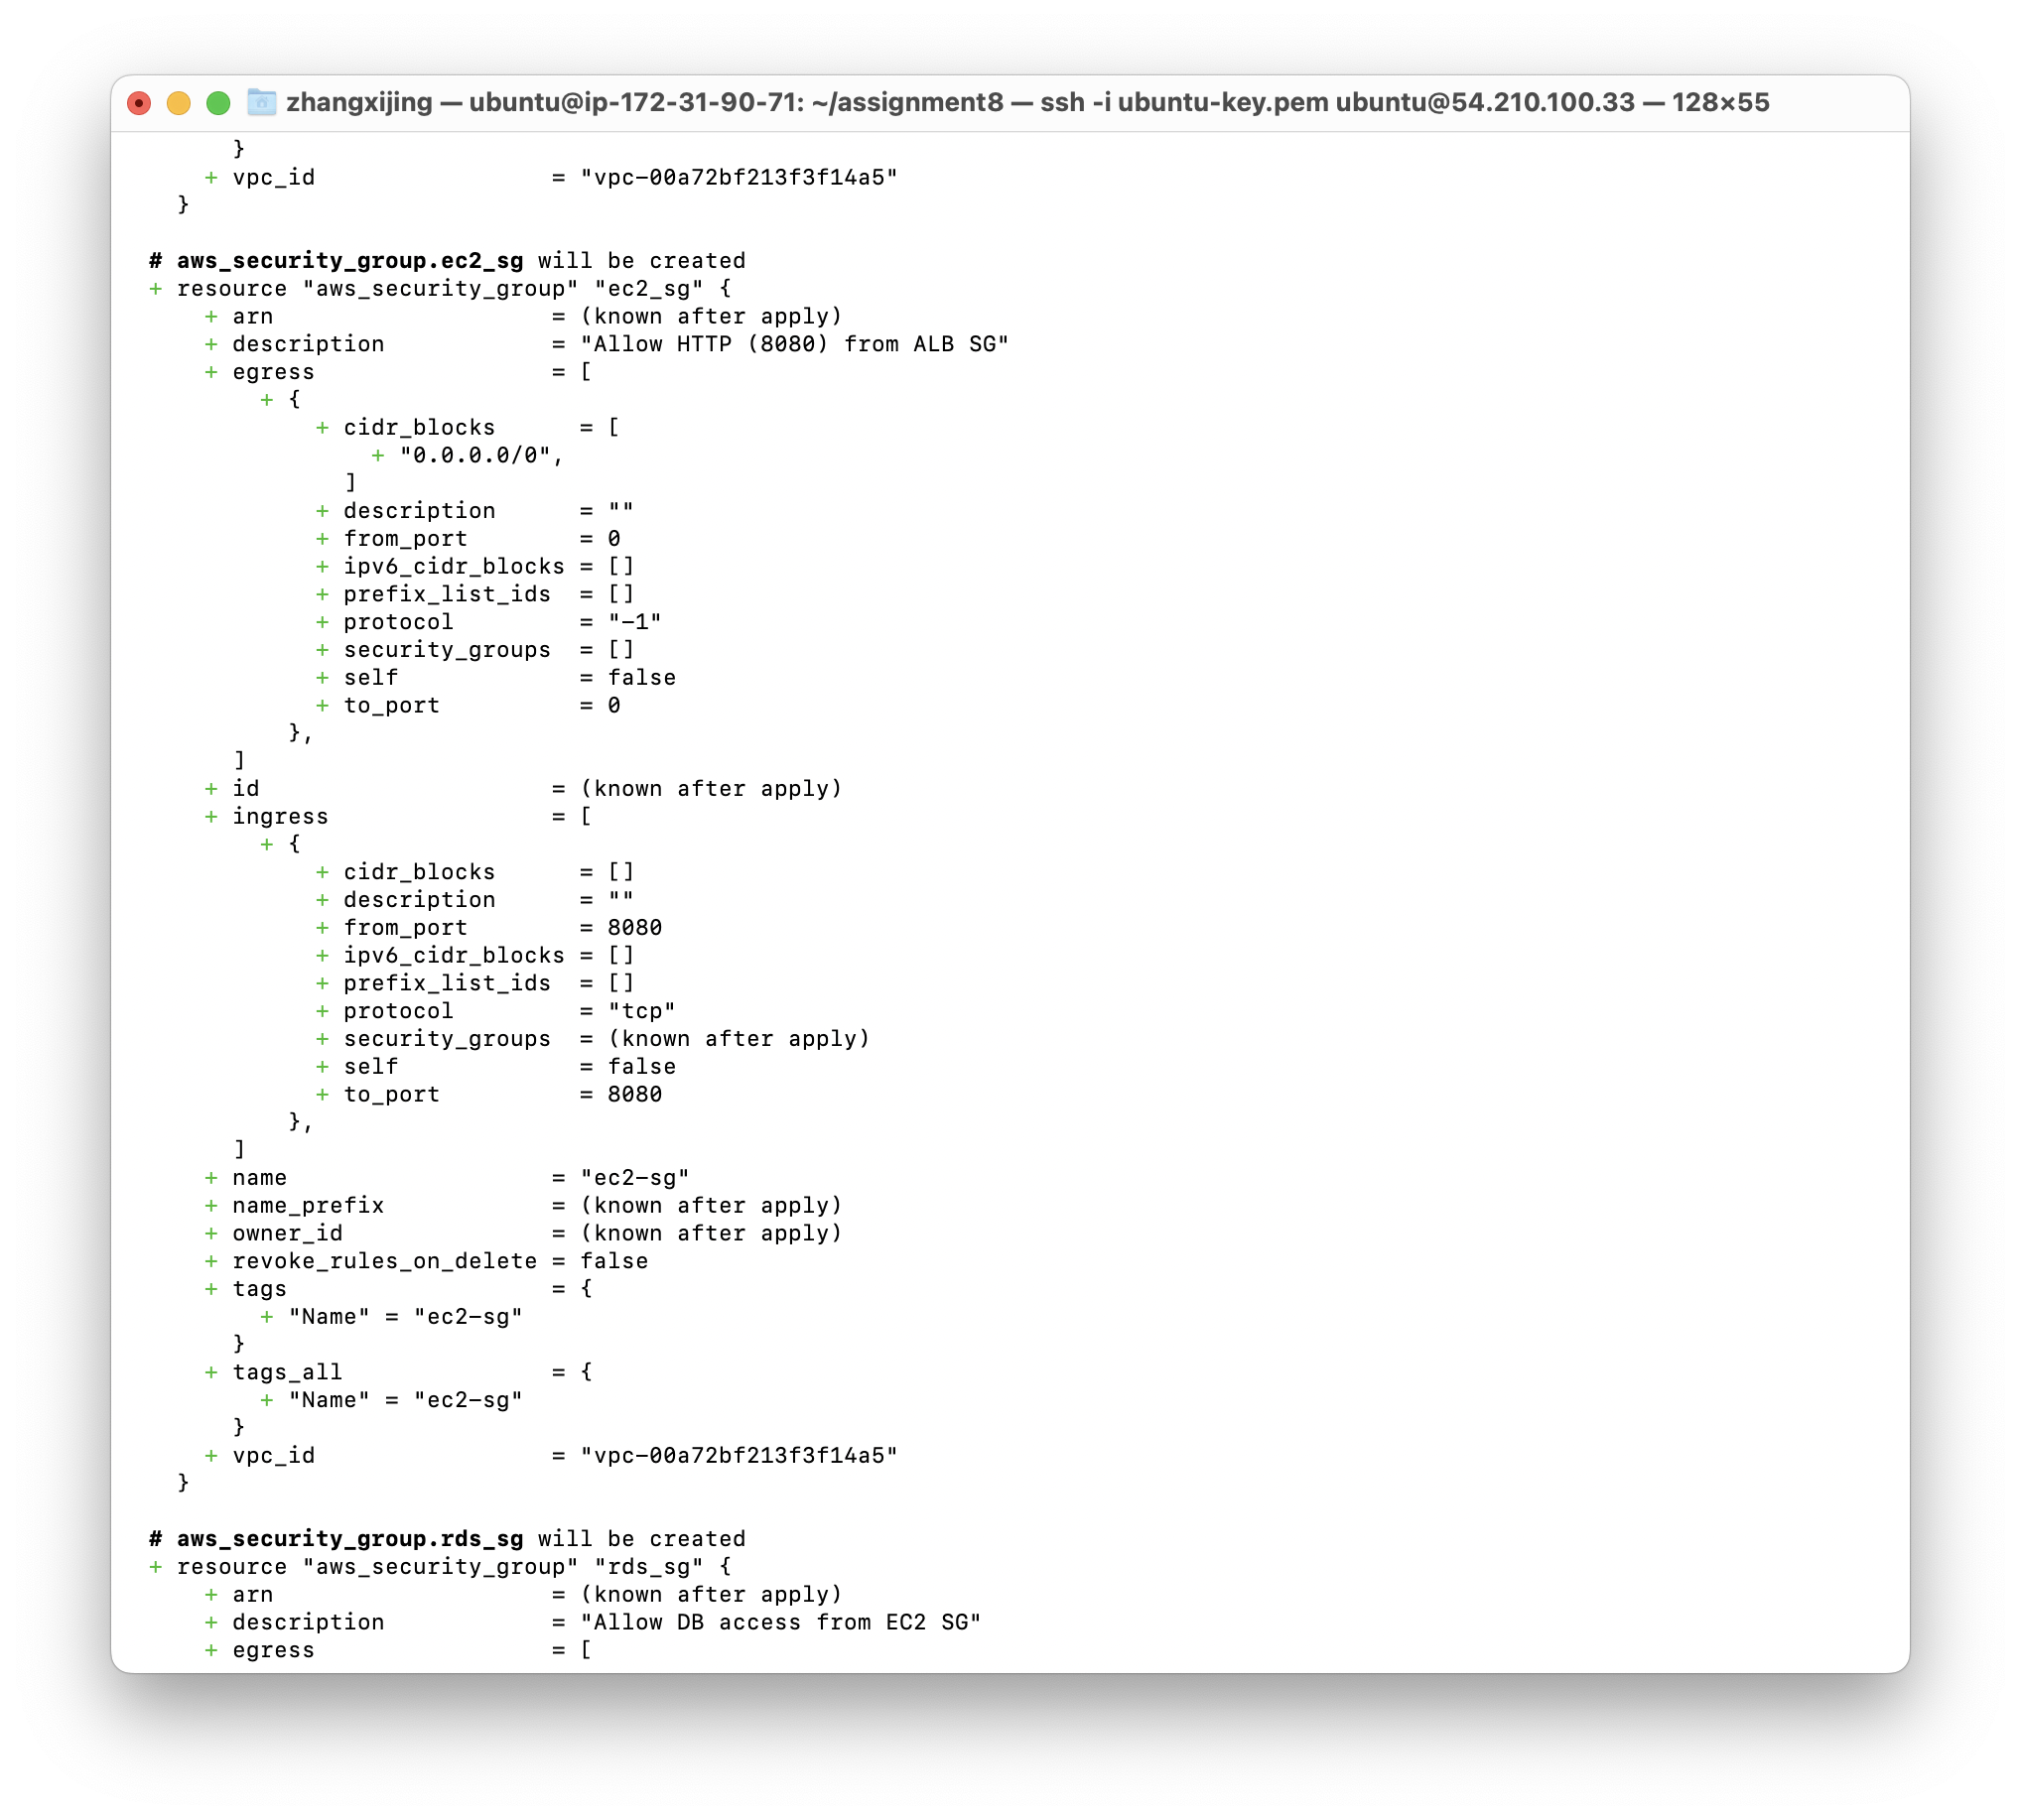 zhangxijing — ubuntu@ip-172-31-90-71: ~/assignment8 — ssh -i ubuntu-key.pem ubuntu@54.210.100.33 — 128×55
        }
      + vpc_id                 = "vpc-00a72bf213f3f14a5"
    }

  # aws_security_group.ec2_sg will be created
  + resource "aws_security_group" "ec2_sg" {
      + arn                    = (known after apply)
      + description            = "Allow HTTP (8080) from ALB SG"
      + egress                 = [
          + {
              + cidr_blocks      = [
                  + "0.0.0.0/0",
                ]
              + description      = ""
              + from_port        = 0
              + ipv6_cidr_blocks = []
              + prefix_list_ids  = []
              + protocol         = "-1"
              + security_groups  = []
              + self             = false
              + to_port          = 0
            },
        ]
      + id                     = (known after apply)
      + ingress                = [
          + {
              + cidr_blocks      = []
              + description      = ""
              + from_port        = 8080
              + ipv6_cidr_blocks = []
              + prefix_list_ids  = []
              + protocol         = "tcp"
              + security_groups  = (known after apply)
              + self             = false
              + to_port          = 8080
            },
        ]
      + name                   = "ec2-sg"
      + name_prefix            = (known after apply)
      + owner_id               = (known after apply)
      + revoke_rules_on_delete = false
      + tags                   = {
          + "Name" = "ec2-sg"
        }
      + tags_all               = {
          + "Name" = "ec2-sg"
        }
      + vpc_id                 = "vpc-00a72bf213f3f14a5"
    }

  # aws_security_group.rds_sg will be created
  + resource "aws_security_group" "rds_sg" {
      + arn                    = (known after apply)
      + description            = "Allow DB access from EC2 SG"
      + egress                 = [